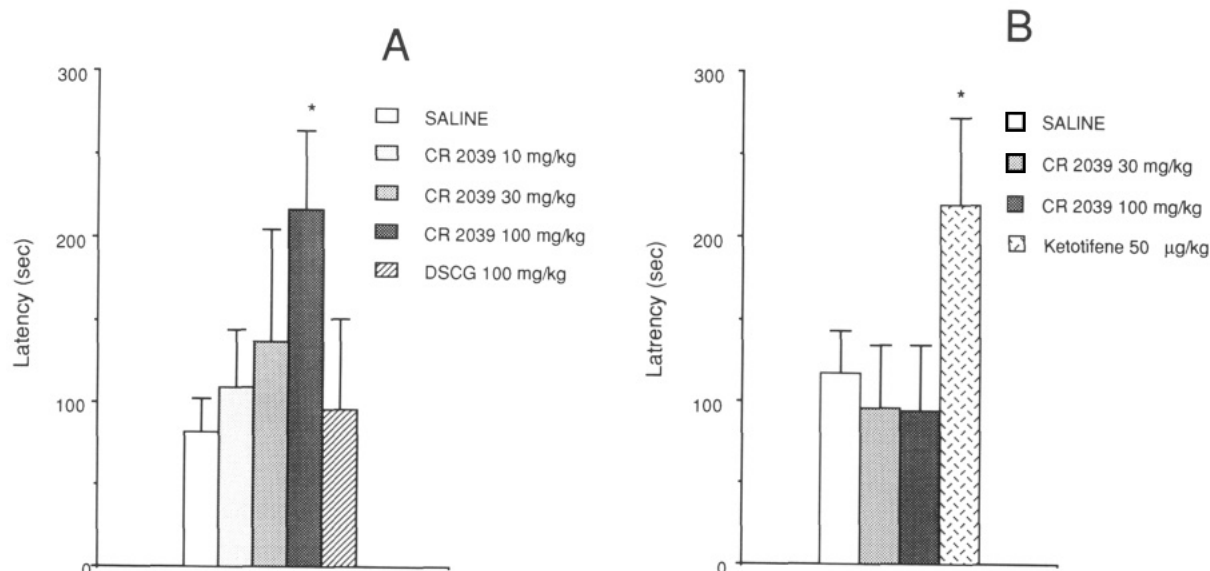 A
300
200
100
0
Latency (sec)
*
SALINE
CR 2039 10 mg/kg
CR 2039 30 mg/kg
CR 2039 100 mg/kg
DSCG 100 mg/kg
B
300
200
100
0
Latrency (sec)
*
SALINE
CR 2039 30 mg/kg
CR 2039 100 mg/kg
Ketotifene 50 μg/kg